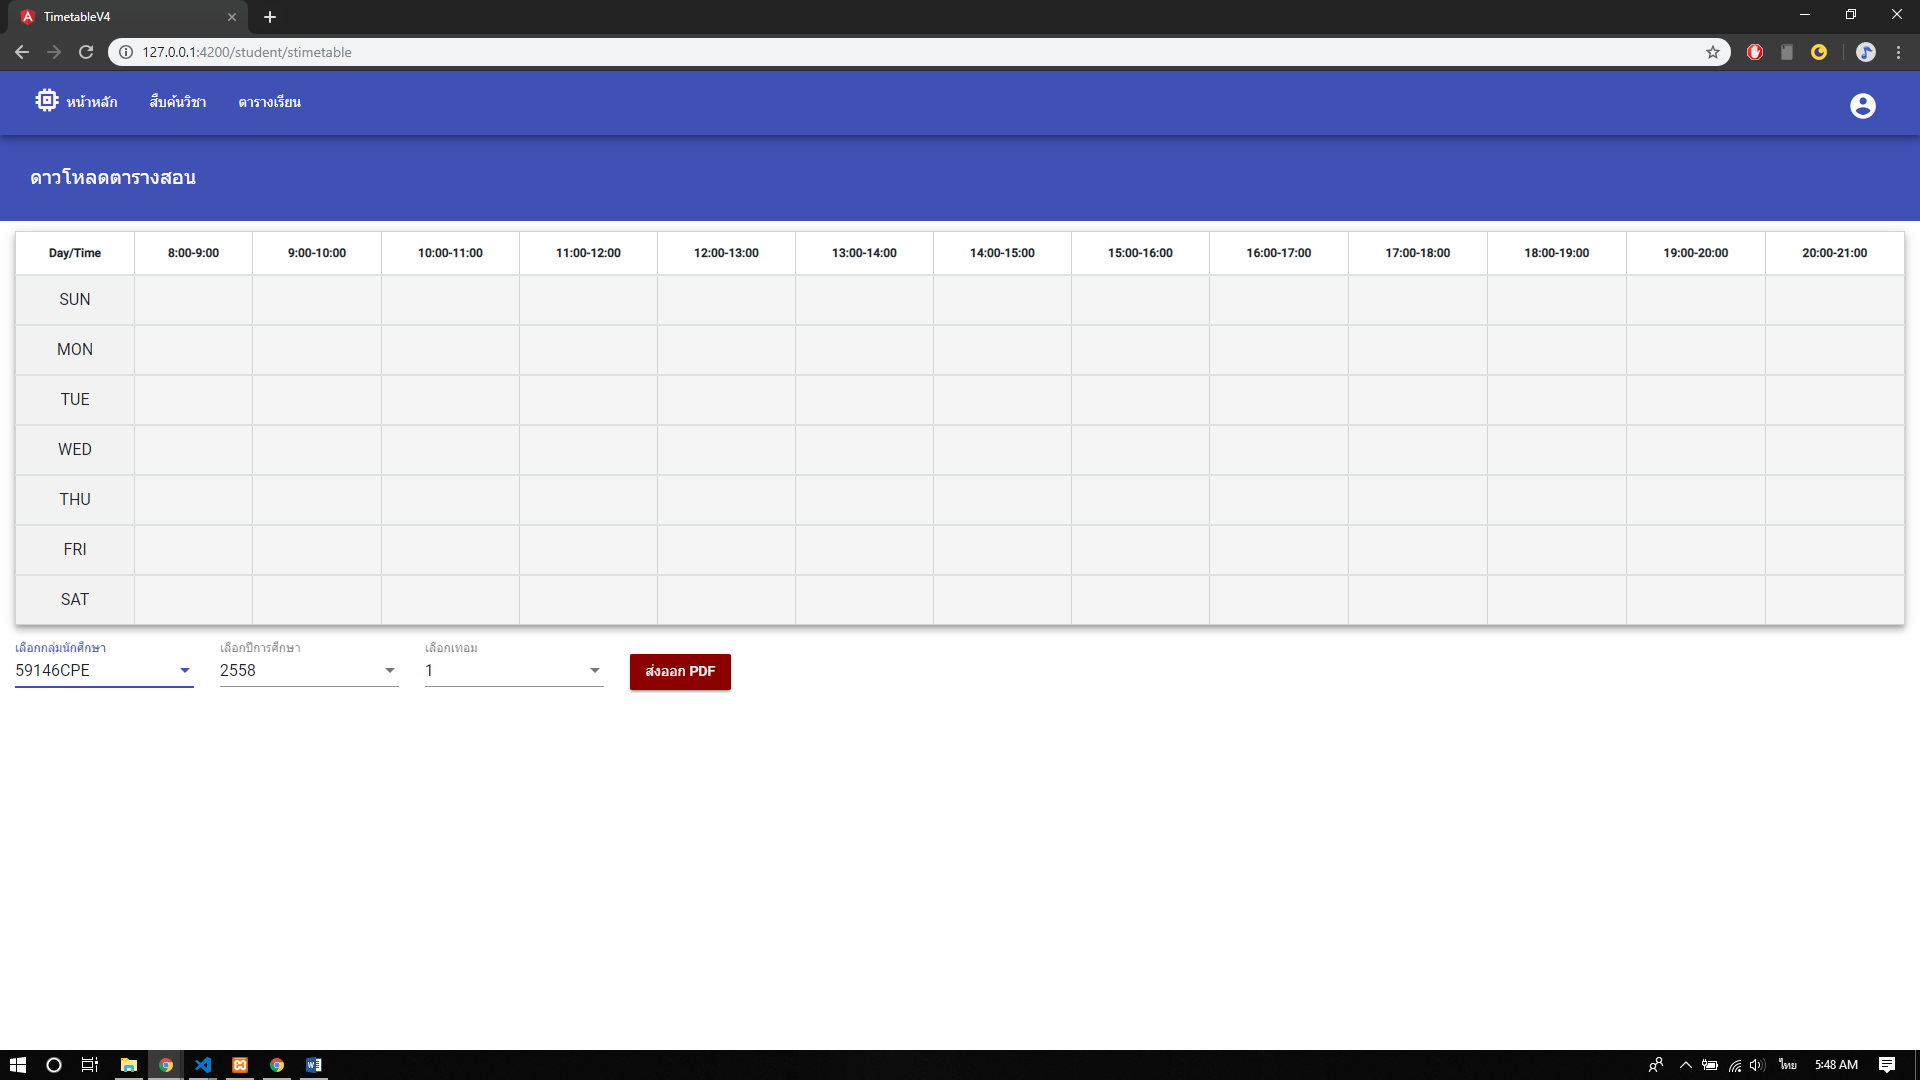 TimetableV4
127.0.0.1:4200/student/stimetable
หน้าหลัก สืบค้นวิชา ตารางเรียน
ดาวโหลดตารางสอน
Day/Time 8:00-9:00 9:00-10:00 10:00-11:00 11:00-12:00 12:00-13:00 13:00-14:00 14:00-15:00 15:00-16:00 16:00-17:00 17:00-18:00 18:00-19:00 19:00-20:00 20:00-21:00
SUN
MON
TUE
WED
THU
FRI
SAT
เลือกกลุ่มนักศึกษา เลือกปีการศึกษา เลือกเทอม
59146CPE 2558 1 ส่งออก PDF
ไทย 5:48 AM